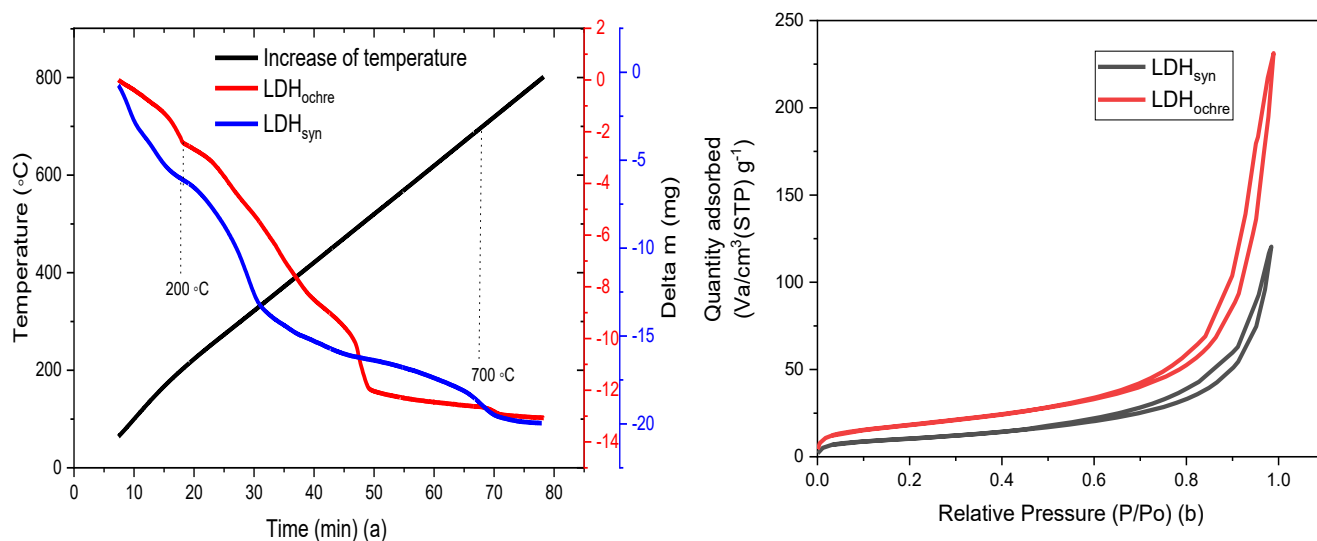 Increase of temperature
LDHochre
LDHsyn
Temperature (◦C)
800
600
400
200
0
200 ◦C
700 ◦C
2
0
-2
-4
-6
-8
-10
-12
-14
Delta m (mg)
0
-5
-10
-15
-20
0 10 20 30 40 50 60 70 80
Time (min) (a)
LDHsyn
LDHochre
Quantity adsorbed
(Va/cm³(STP) g⁻¹)
250
200
150
100
50
0
0.0 0.2 0.4 0.6 0.8 1.0
Relative Pressure (P/Po) (b)